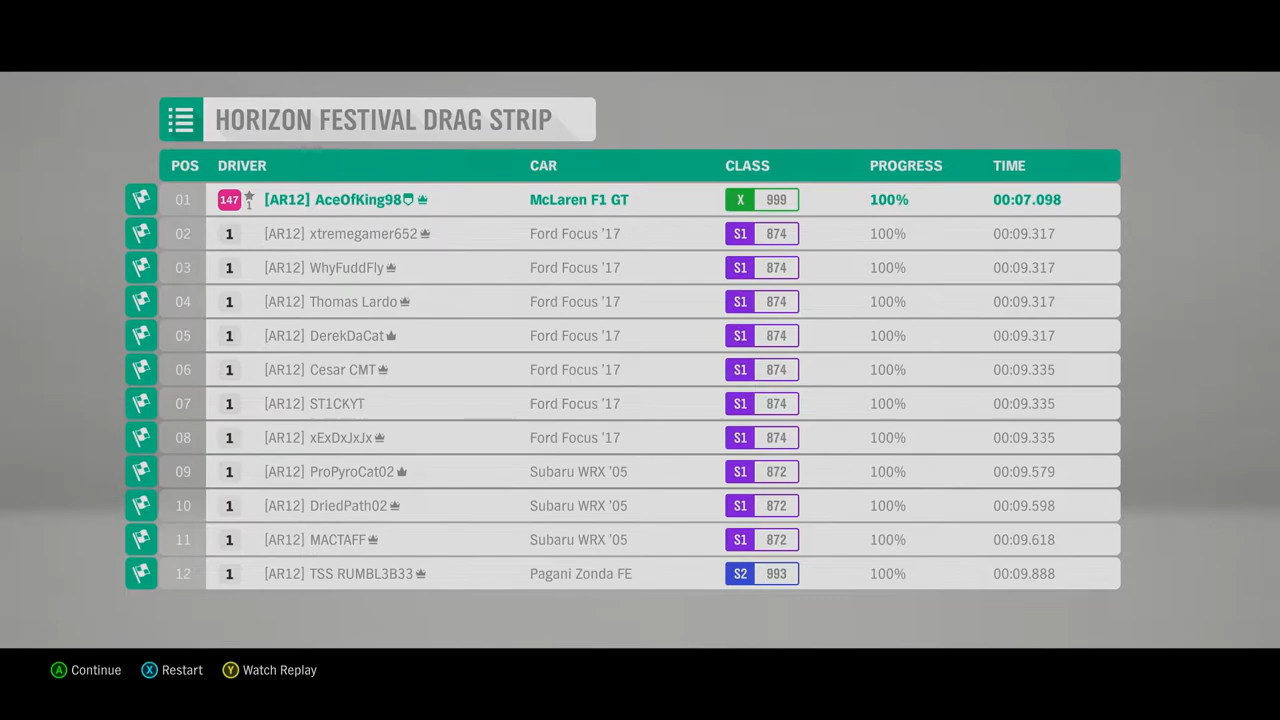 HORIZON FESTIVAL DRAG STRIP
POS DRIVER CAR CLASS PROGRESS TIME
01 147 1 [AR12] AceOfKing98 McLaren F1 GT X 999 100% 00:07.098
02 1 [AR12] xtremegamer652 Ford Focus '17 S1 874 100% 00:09.317
03 1 [AR12] WhyFuddFly Ford Focus '17 S1 874 100% 00:09.317
04 1 [AR12] Thomas Lardo Ford Focus '17 S1 874 100% 00:09.317
05 1 [AR12] DerekDaCat Ford Focus '17 S1 874 100% 00:09.317
06 1 [AR12] Cesar CMT Ford Focus '17 S1 874 100% 00:09.335
07 1 [AR12] ST1CKYT Ford Focus '17 S1 874 100% 00:09.335
08 1 [AR12] xExDxJxJx Ford Focus '17 S1 874 100% 00:09.335
09 1 [AR12] ProPyroCat02 Subaru WRX '05 S1 872 100% 00:09.579
10 1 [AR12] DriedPath02 Subaru WRX '05 S1 872 100% 00:09.598
11 1 [AR12] MACTAFF Subaru WRX '05 S1 872 100% 00:09.618
12 1 [AR12] TSS RUMBL3B33 Pagani Zonda FE S2 993 100% 00:09.888
A Continue X Restart Y Watch Replay